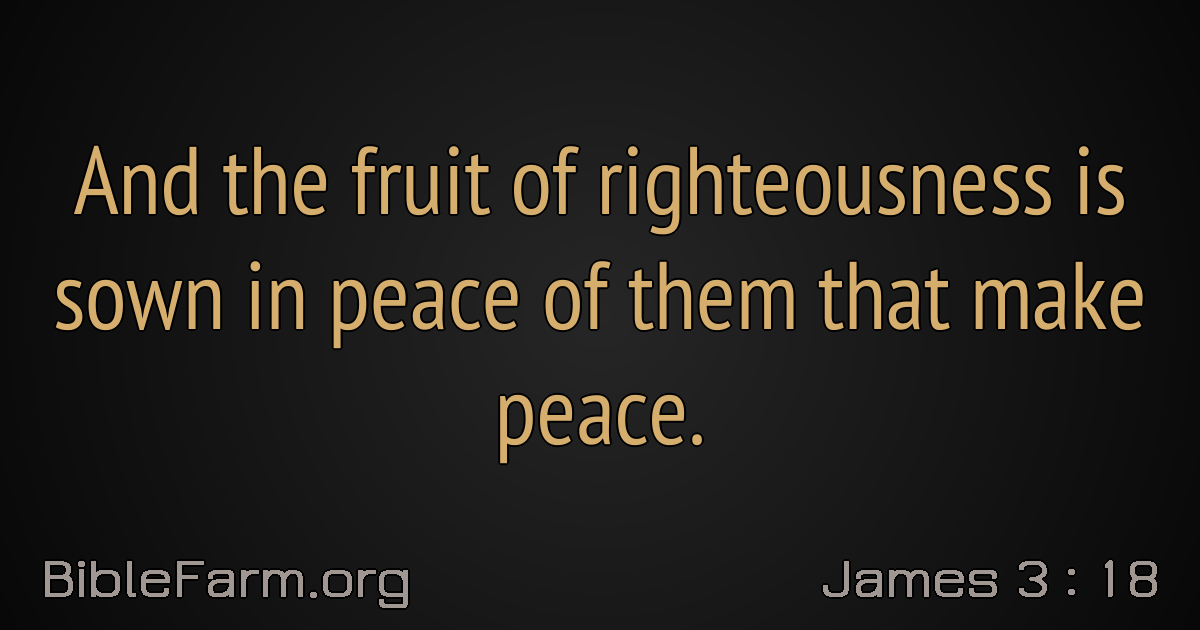 And the fruit of righteousness is
sown in peace of them that make
peace.
BibleFarm.org
James 3 : 18